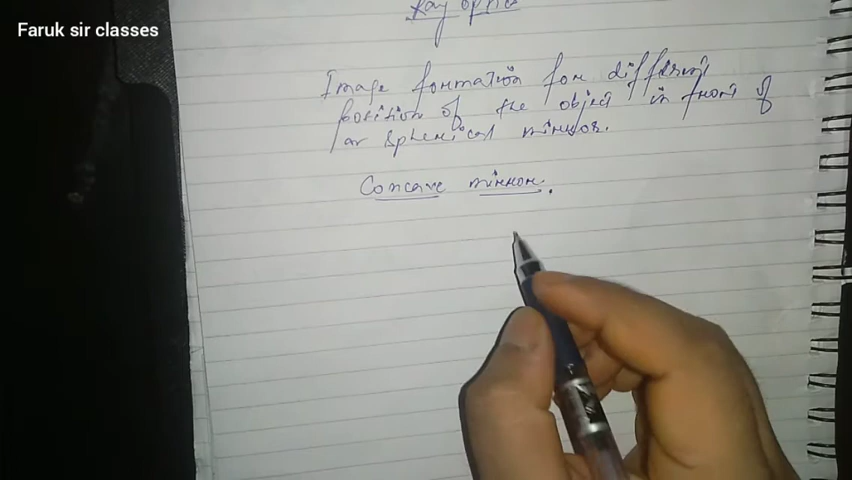 Faruk sir classes
Ray optics
Image formation for different
position of the object in front of
a spherical mirror.
Concave mirror.